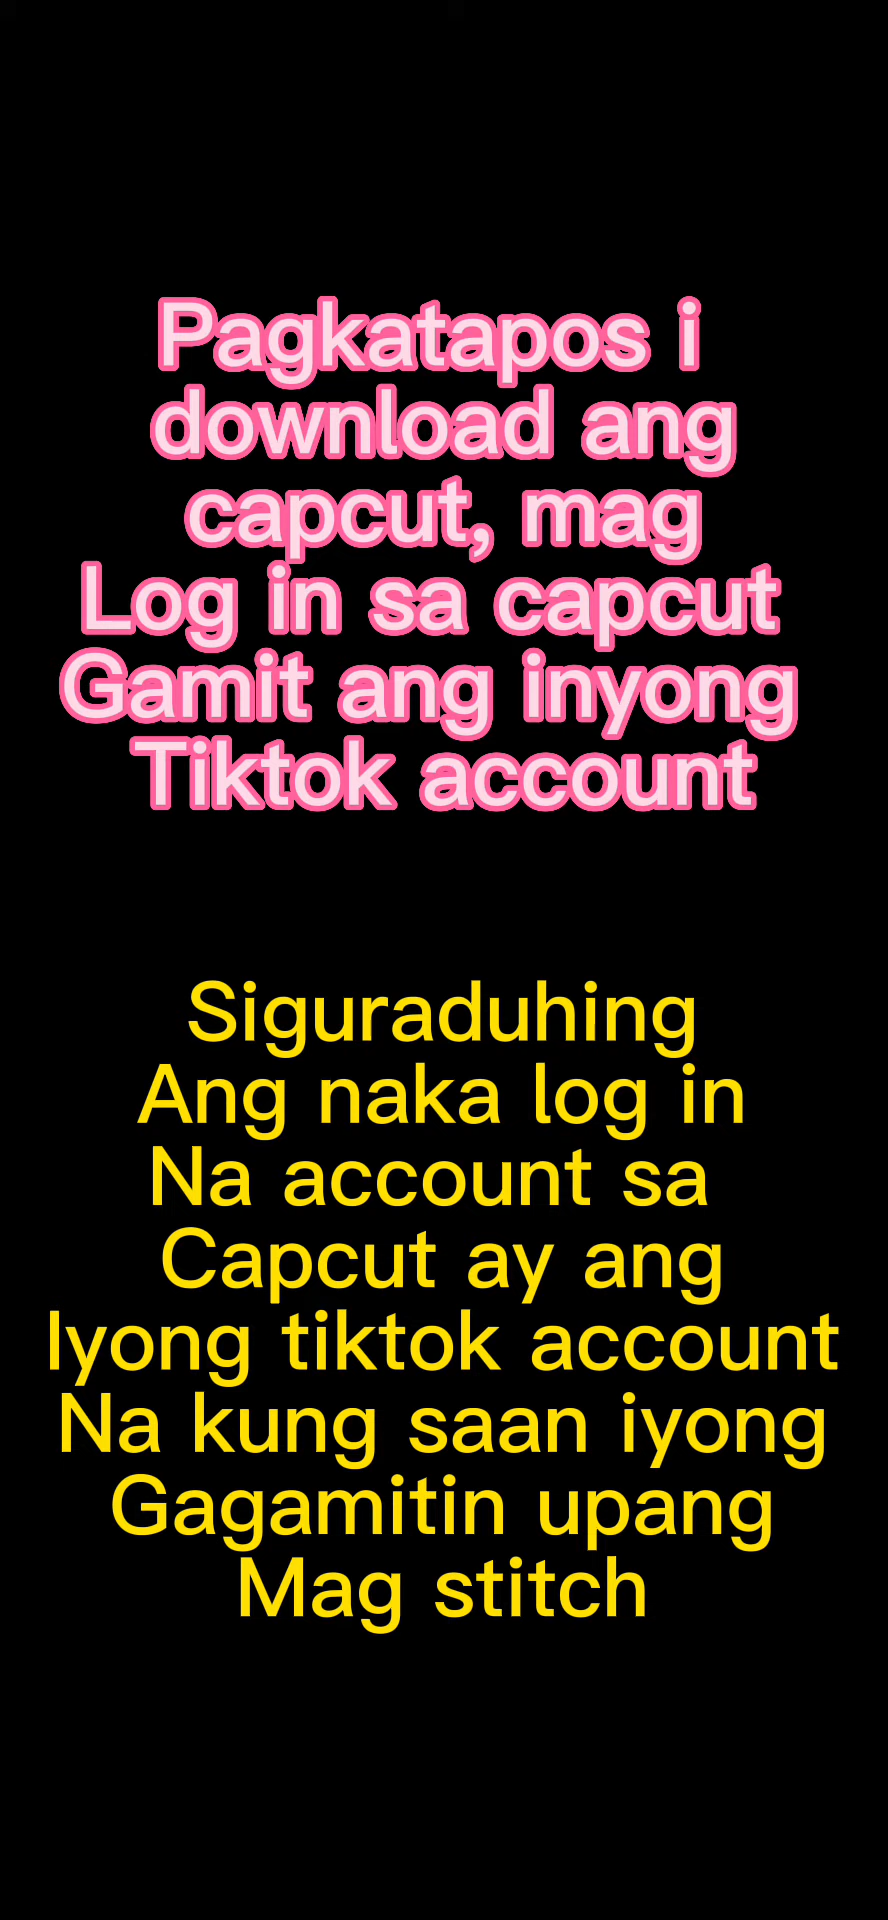 Pagkatapos i
download ang
capcut, mag
Log in sa capcut
Gamit ang inyong
Tiktok account
Siguraduhing
Ang naka log in
Na account sa
Capcut ay ang
Iyong tiktok account
Na kung saan iyong
Gagamitin upang
Mag stitch